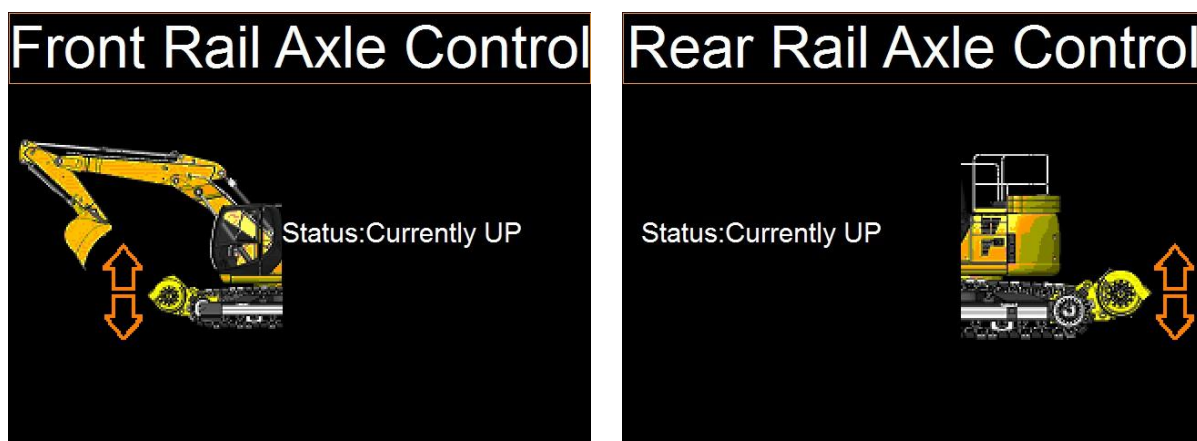 Front Rail Axle Control
Status:Currently UP
Rear Rail Axle Control
Status:Currently UP